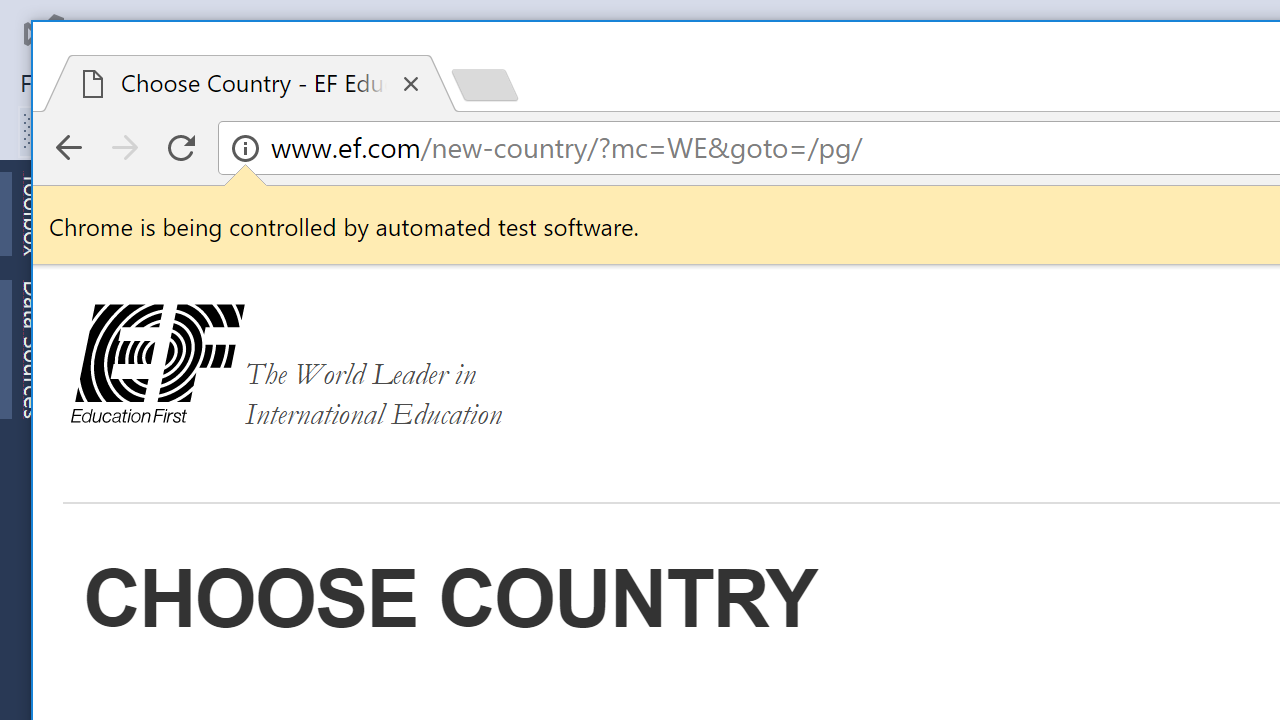 Choose Country - EF Edu
www.ef.com/new-country/?mc=WE&goto=/pg/
Chrome is being controlled by automated test software.
Toolbox
Data Sources
EF
Education First
The World Leader in
International Education
CHOOSE COUNTRY